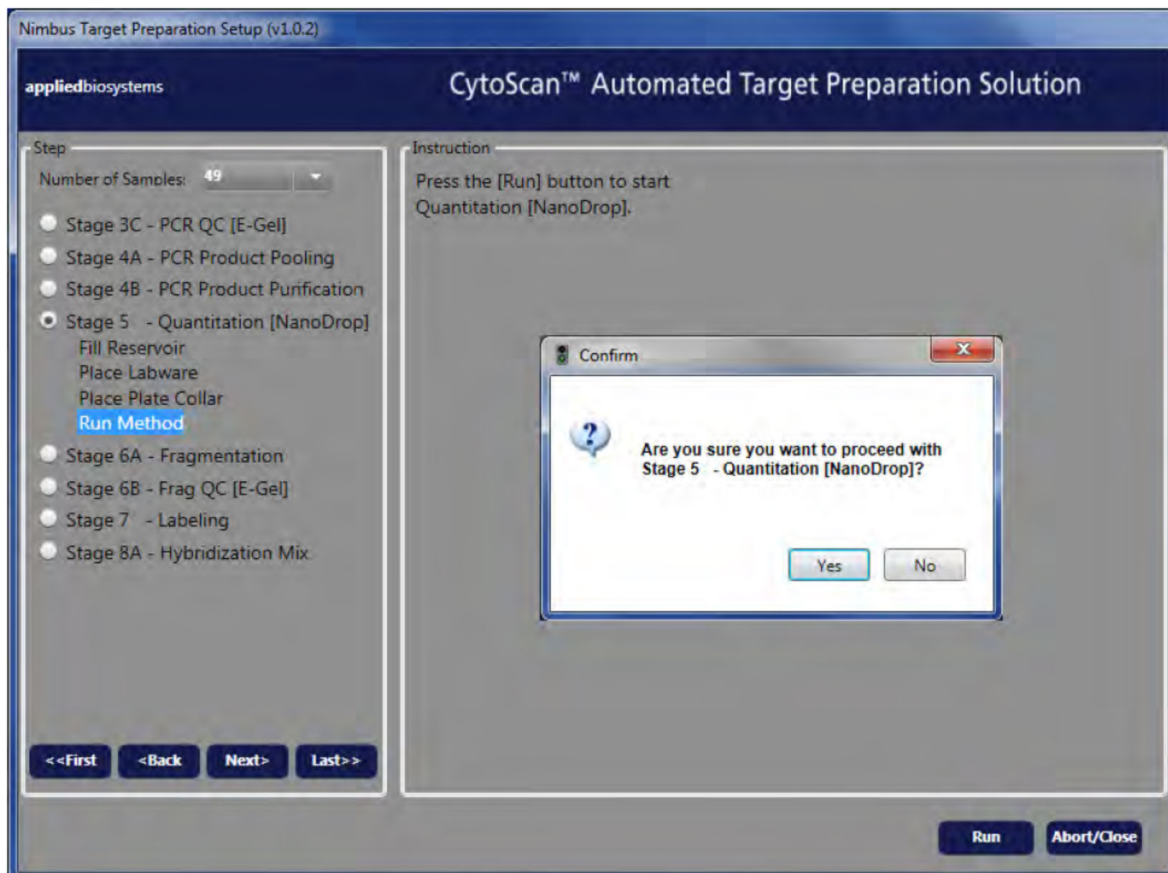 Nimbus Target Preparation Setup (v1.0.2)
appliedbiosystems
CytoScan™ Automated Target Preparation Solution
Step
Number of Samples: 49
Stage 3C - PCR QC [E-Gel]
Stage 4A - PCR Product Pooling
Stage 4B - PCR Product Purification
Stage 5 - Quantitation [NanoDrop]
Fill Reservoir
Place Labware
Place Plate Collar
Run Method
Stage 6A - Fragmentation
Stage 6B - Frag QC [E-Gel]
Stage 7 - Labeling
Stage 8A - Hybridization Mix
<<First <Back Next> Last>>
Instruction
Press the [Run] button to start
Quantitation [NanoDrop].
Confirm
Are you sure you want to proceed with
Stage 5 - Quantitation [NanoDrop]?
Yes No
Run Abort/Close